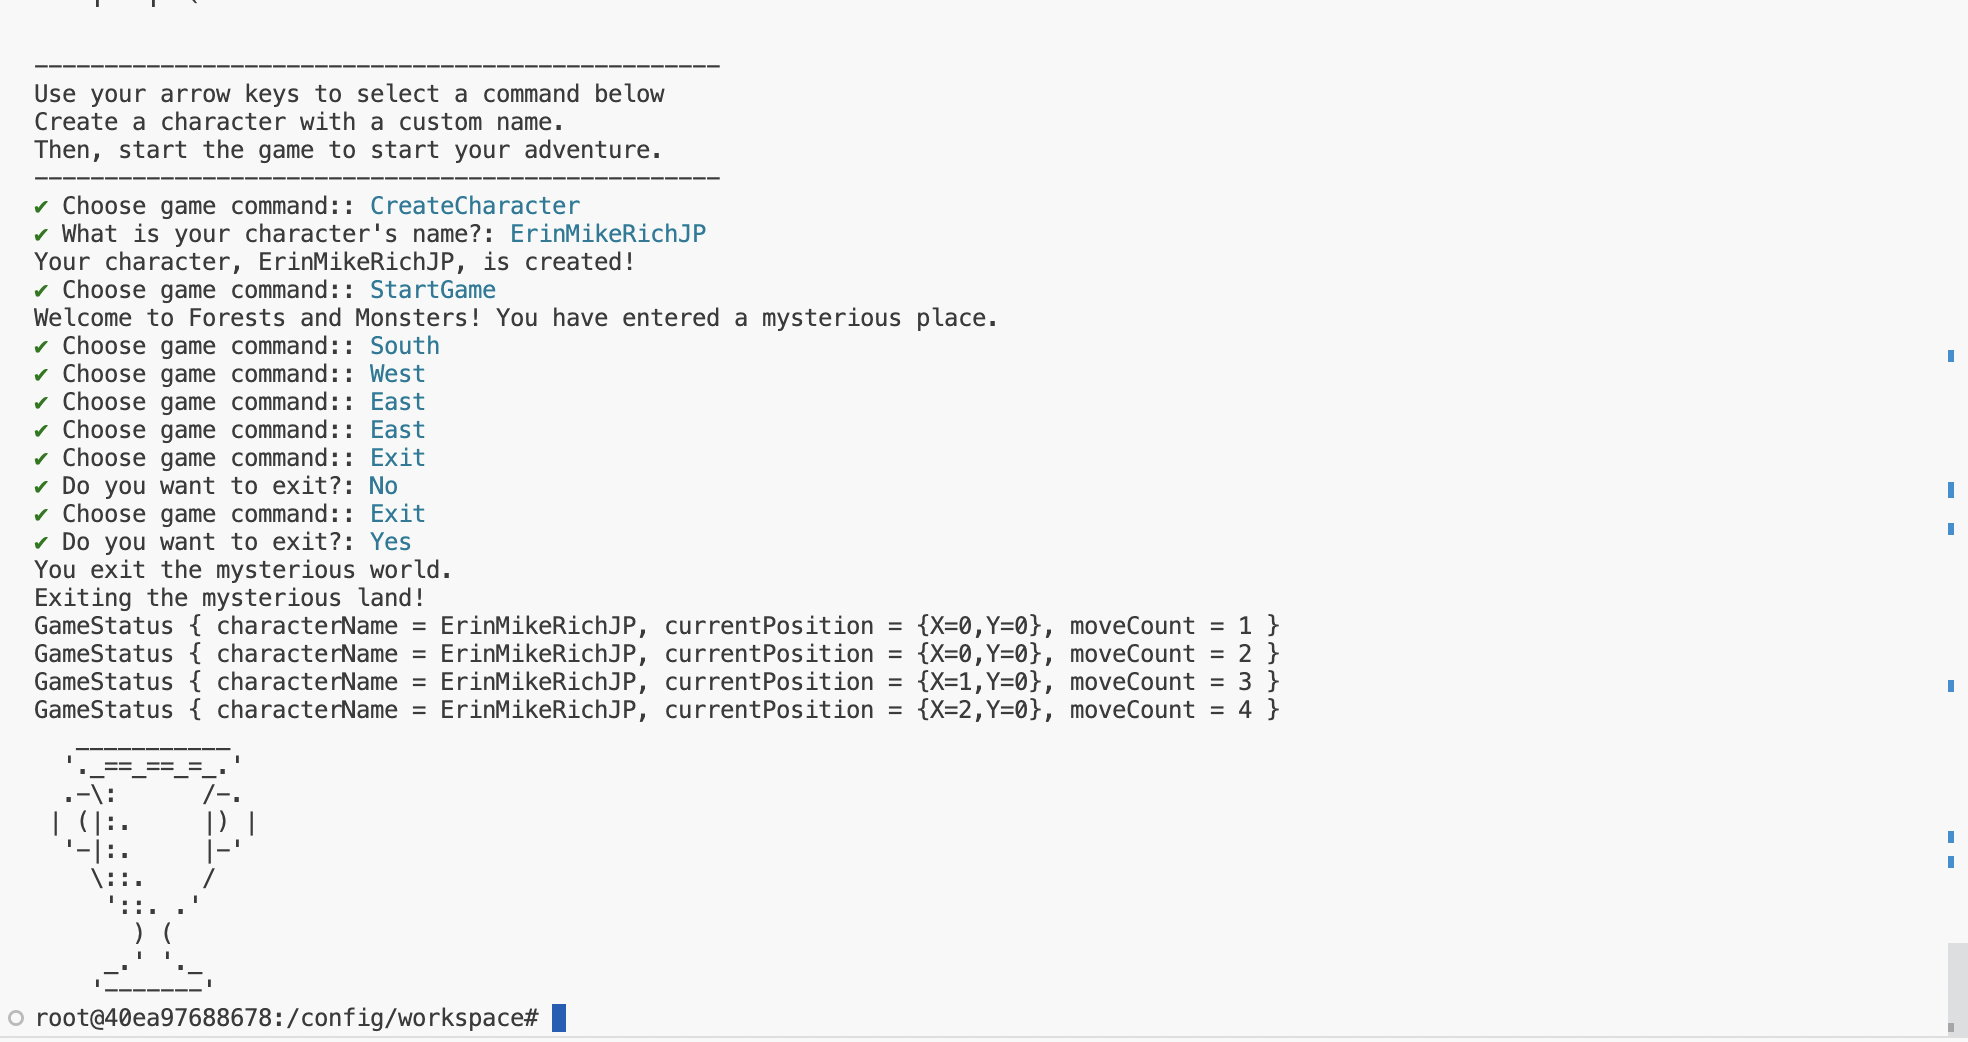 -------------------------------------------------
Use your arrow keys to select a command below
Create a character with a custom name.
Then, start the game to start your adventure.
-------------------------------------------------
✔ Choose game command:: CreateCharacter
✔ What is your character's name?: ErinMikeRichJP
Your character, ErinMikeRichJP, is created!
✔ Choose game command:: StartGame
Welcome to Forests and Monsters! You have entered a mysterious place.
✔ Choose game command:: South
✔ Choose game command:: West
✔ Choose game command:: East
✔ Choose game command:: East
✔ Choose game command:: Exit
✔ Do you want to exit?: No
✔ Choose game command:: Exit
✔ Do you want to exit?: Yes
You exit the mysterious world.
Exiting the mysterious land!
GameStatus { characterName = ErinMikeRichJP, currentPosition = {X=0,Y=0}, moveCount = 1 }
GameStatus { characterName = ErinMikeRichJP, currentPosition = {X=0,Y=0}, moveCount = 2 }
GameStatus { characterName = ErinMikeRichJP, currentPosition = {X=1,Y=0}, moveCount = 3 }
GameStatus { characterName = ErinMikeRichJP, currentPosition = {X=2,Y=0}, moveCount = 4 }
   ___________
  '._==_==_=_.'
  .-\:      /-.
 | (|:.     |) |
  '-|:.     |-'
    \::.    /
     '::. .'
       ) (
     _.' '._
    '-------'
root@40ea97688678:/config/workspace#